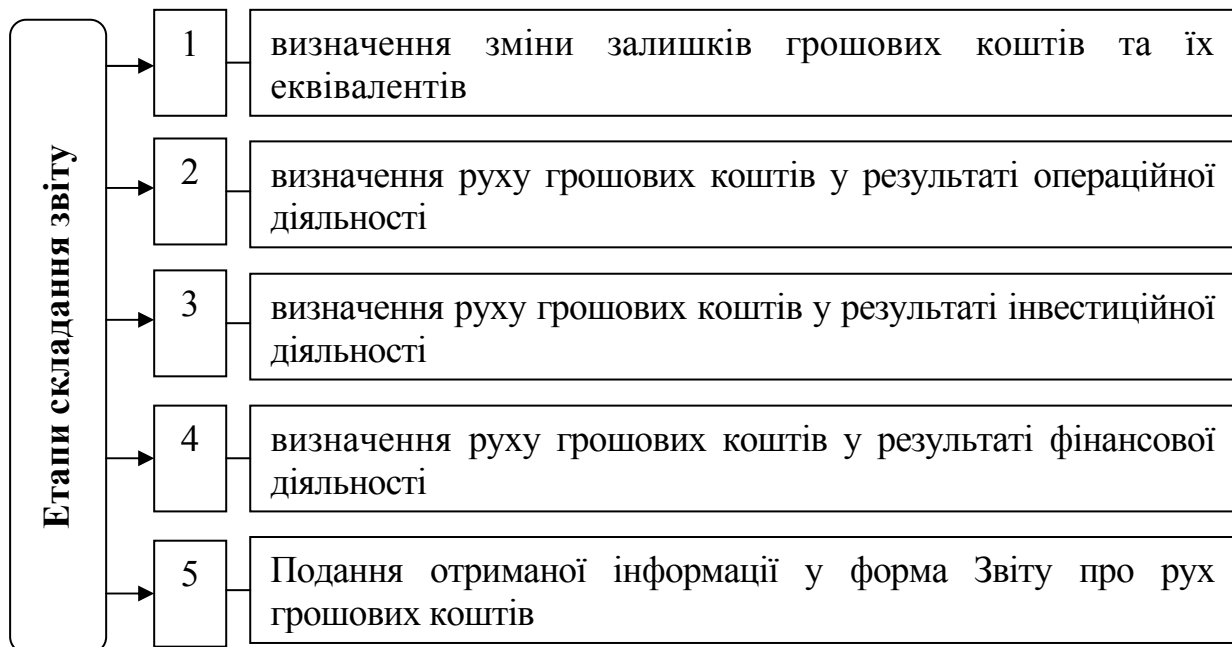 Етапи складання звіту
1
визначення зміни залишків грошових коштів та їх
еквівалентів
2
визначення руху грошових коштів у результаті операційної
діяльності
3
визначення руху грошових коштів у результаті інвестиційної
діяльності
4
визначення руху грошових коштів у результаті фінансової
діяльності
5
Подання отриманої інформації у форма Звіту про рух
грошових коштів